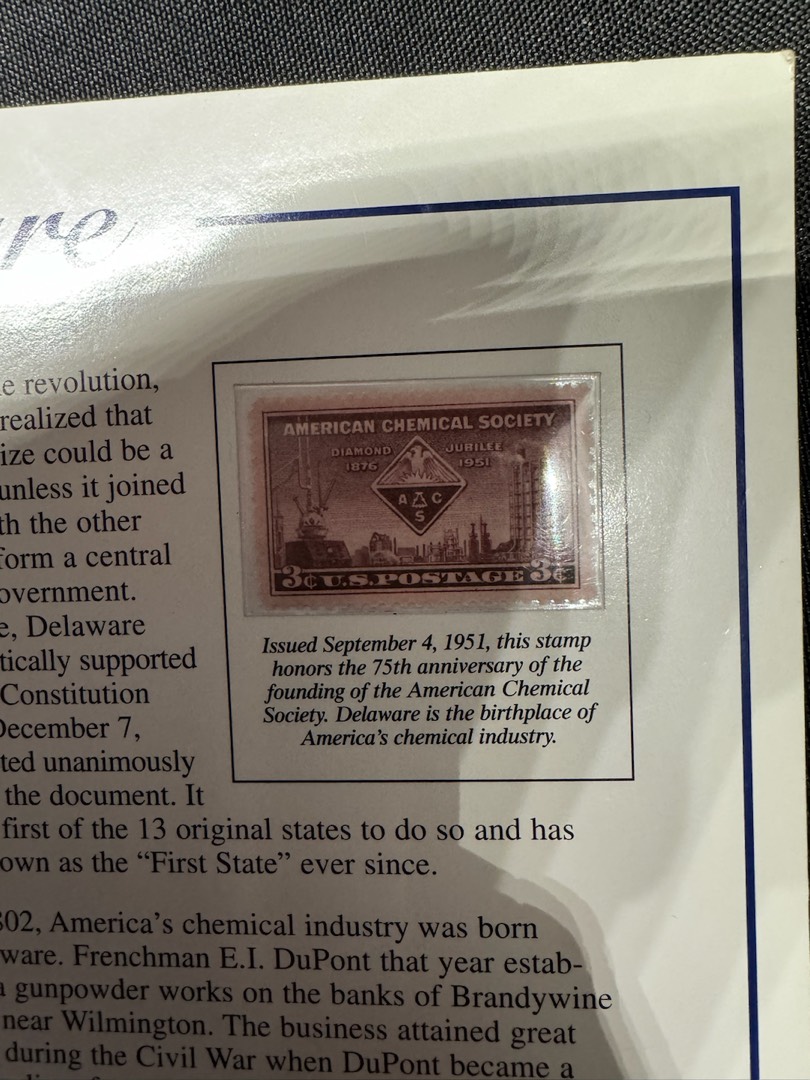 re
e revolution,
realized that
ize could be a
unless it joined
th the other
form a central
overnment.
e, Delaware
tically supported
Constitution
December 7,
ted unanimously
the document. It
first of the 13 original states to do so and has
own as the “First State” ever since.
AMERICAN CHEMICAL SOCIETY
DIAMOND JUBILEE
1876 1951
A C
S
3¢ U.S. POSTAGE 3¢
Issued September 4, 1951, this stamp
honors the 75th anniversary of the
founding of the American Chemical
Society. Delaware is the birthplace of
America’s chemical industry.
802, America’s chemical industry was born
ware. Frenchman E.I. DuPont that year estab-
a gunpowder works on the banks of Brandywine
near Wilmington. The business attained great
during the Civil War when DuPont became a